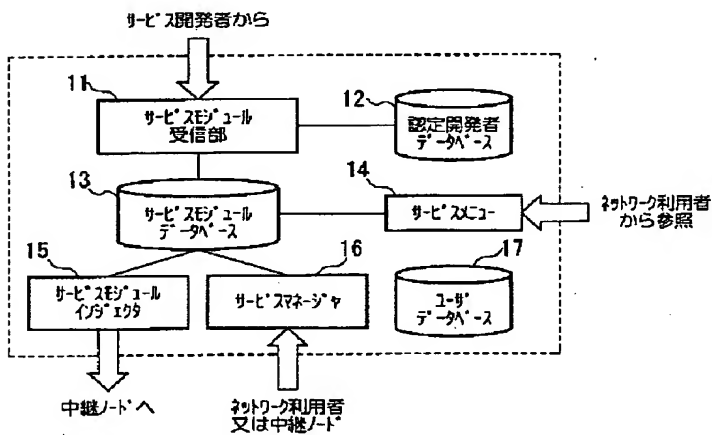 ｻｰﾋﾞｽ開発者から
11
ｻｰﾋﾞｽﾓｼﾞｭｰﾙ
受信部
12
認定開発者
ﾃﾞｰﾀﾍﾞｰｽ
13
ｻｰﾋﾞｽﾓｼﾞｭｰﾙ
ﾃﾞｰﾀﾍﾞｰｽ
14
ｻｰﾋﾞｽﾒﾆｭｰ
ﾈｯﾄﾜｰｸ利用者
から参照
15
ｻｰﾋﾞｽﾓｼﾞｭｰﾙ
ｲﾝｼﾞｪｸﾀ
16
ｻｰﾋﾞｽﾏﾈｰｼﾞｬ
17
ﾕｰｻﾞ
ﾃﾞｰﾀﾍﾞｰｽ
中継ﾉｰﾄﾞへ
ﾈｯﾄﾜｰｸ利用者
又は中継ﾉｰﾄﾞ